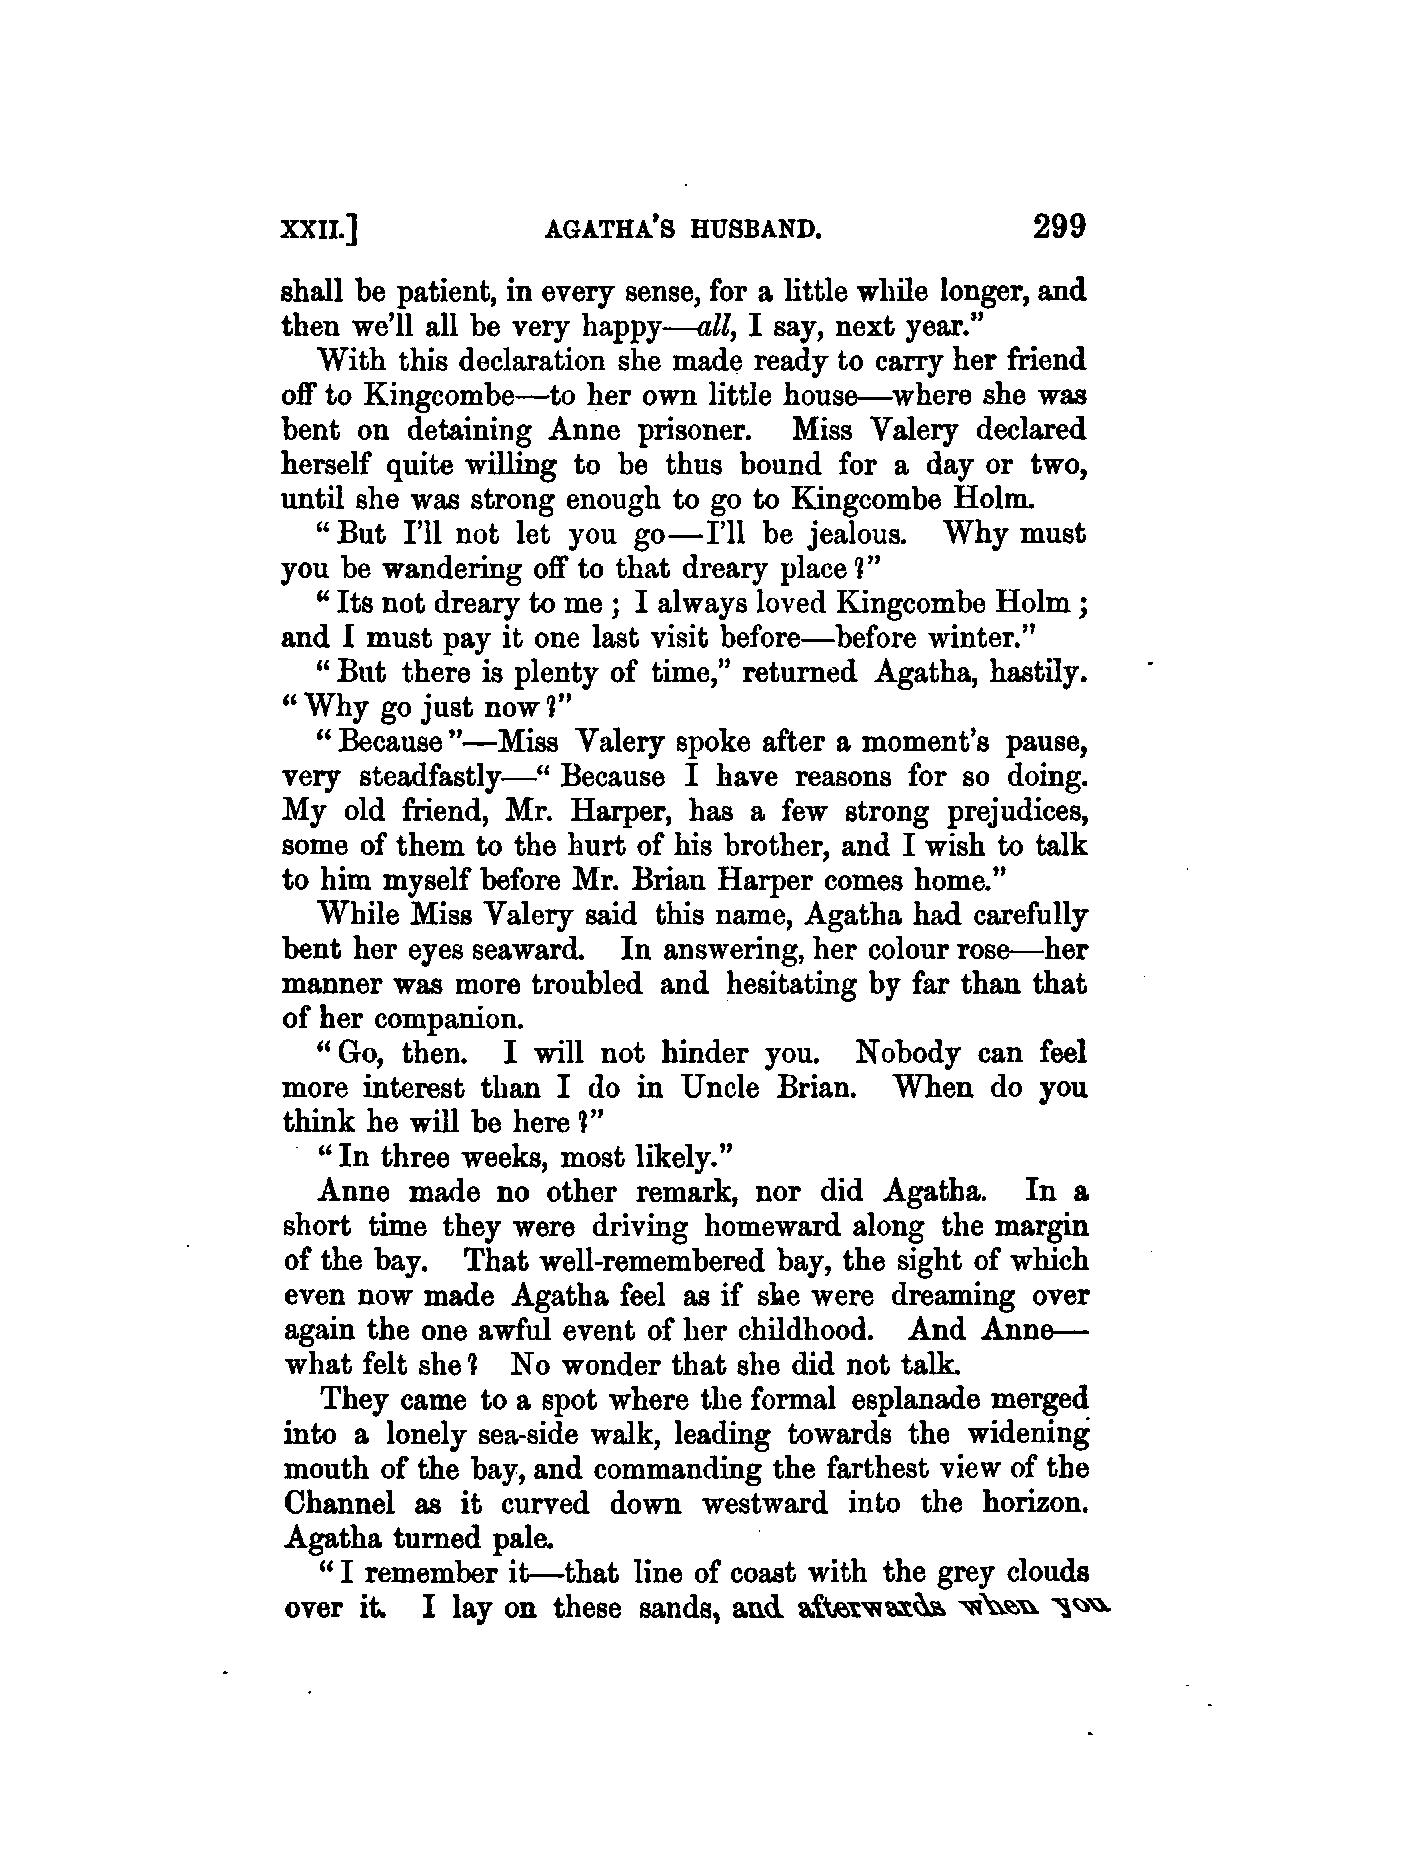 XXII.] AGATHA'S HUSBAND. 299
shall be patient, in every sense, for a little while longer, and
then we'll all be very happy—all, I say, next year."
With this declaration she made ready to carry her friend
off to Kingcombe—to her own little house—where she was
bent on detaining Anne prisoner. Miss Valery declared
herself quite willing to be thus bound for a day or two,
until she was strong enough to go to Kingcombe Holm.
"But I'll not let you go—I'll be jealous. Why must
you be wandering off to that dreary place?"
"Its not dreary to me; I always loved Kingcombe Holm;
and I must pay it one last visit before—before winter."
"But there is plenty of time," returned Agatha, hastily.
"Why go just now?"
"Because"—Miss Valery spoke after a moment's pause,
very steadfastly—"Because I have reasons for so doing.
My old friend, Mr. Harper, has a few strong prejudices,
some of them to the hurt of his brother, and I wish to talk
to him myself before Mr. Brian Harper comes home."
While Miss Valery said this name, Agatha had carefully
bent her eyes seaward. In answering, her colour rose—her
manner was more troubled and hesitating by far than that
of her companion.
"Go, then. I will not hinder you. Nobody can feel
more interest than I do in Uncle Brian. When do you
think he will be here?"
"In three weeks, most likely."
Anne made no other remark, nor did Agatha. In a
short time they were driving homeward along the margin
of the bay. That well-remembered bay, the sight of which
even now made Agatha feel as if she were dreaming over
again the one awful event of her childhood. And Anne—
what felt she? No wonder that she did not talk.
They came to a spot where the formal esplanade merged
into a lonely sea-side walk, leading towards the widening
mouth of the bay, and commanding the farthest view of the
Channel as it curved down westward into the horizon.
Agatha turned pale.
"I remember it—that line of coast with the grey clouds
over it. I lay on these sands, and afterwards when you